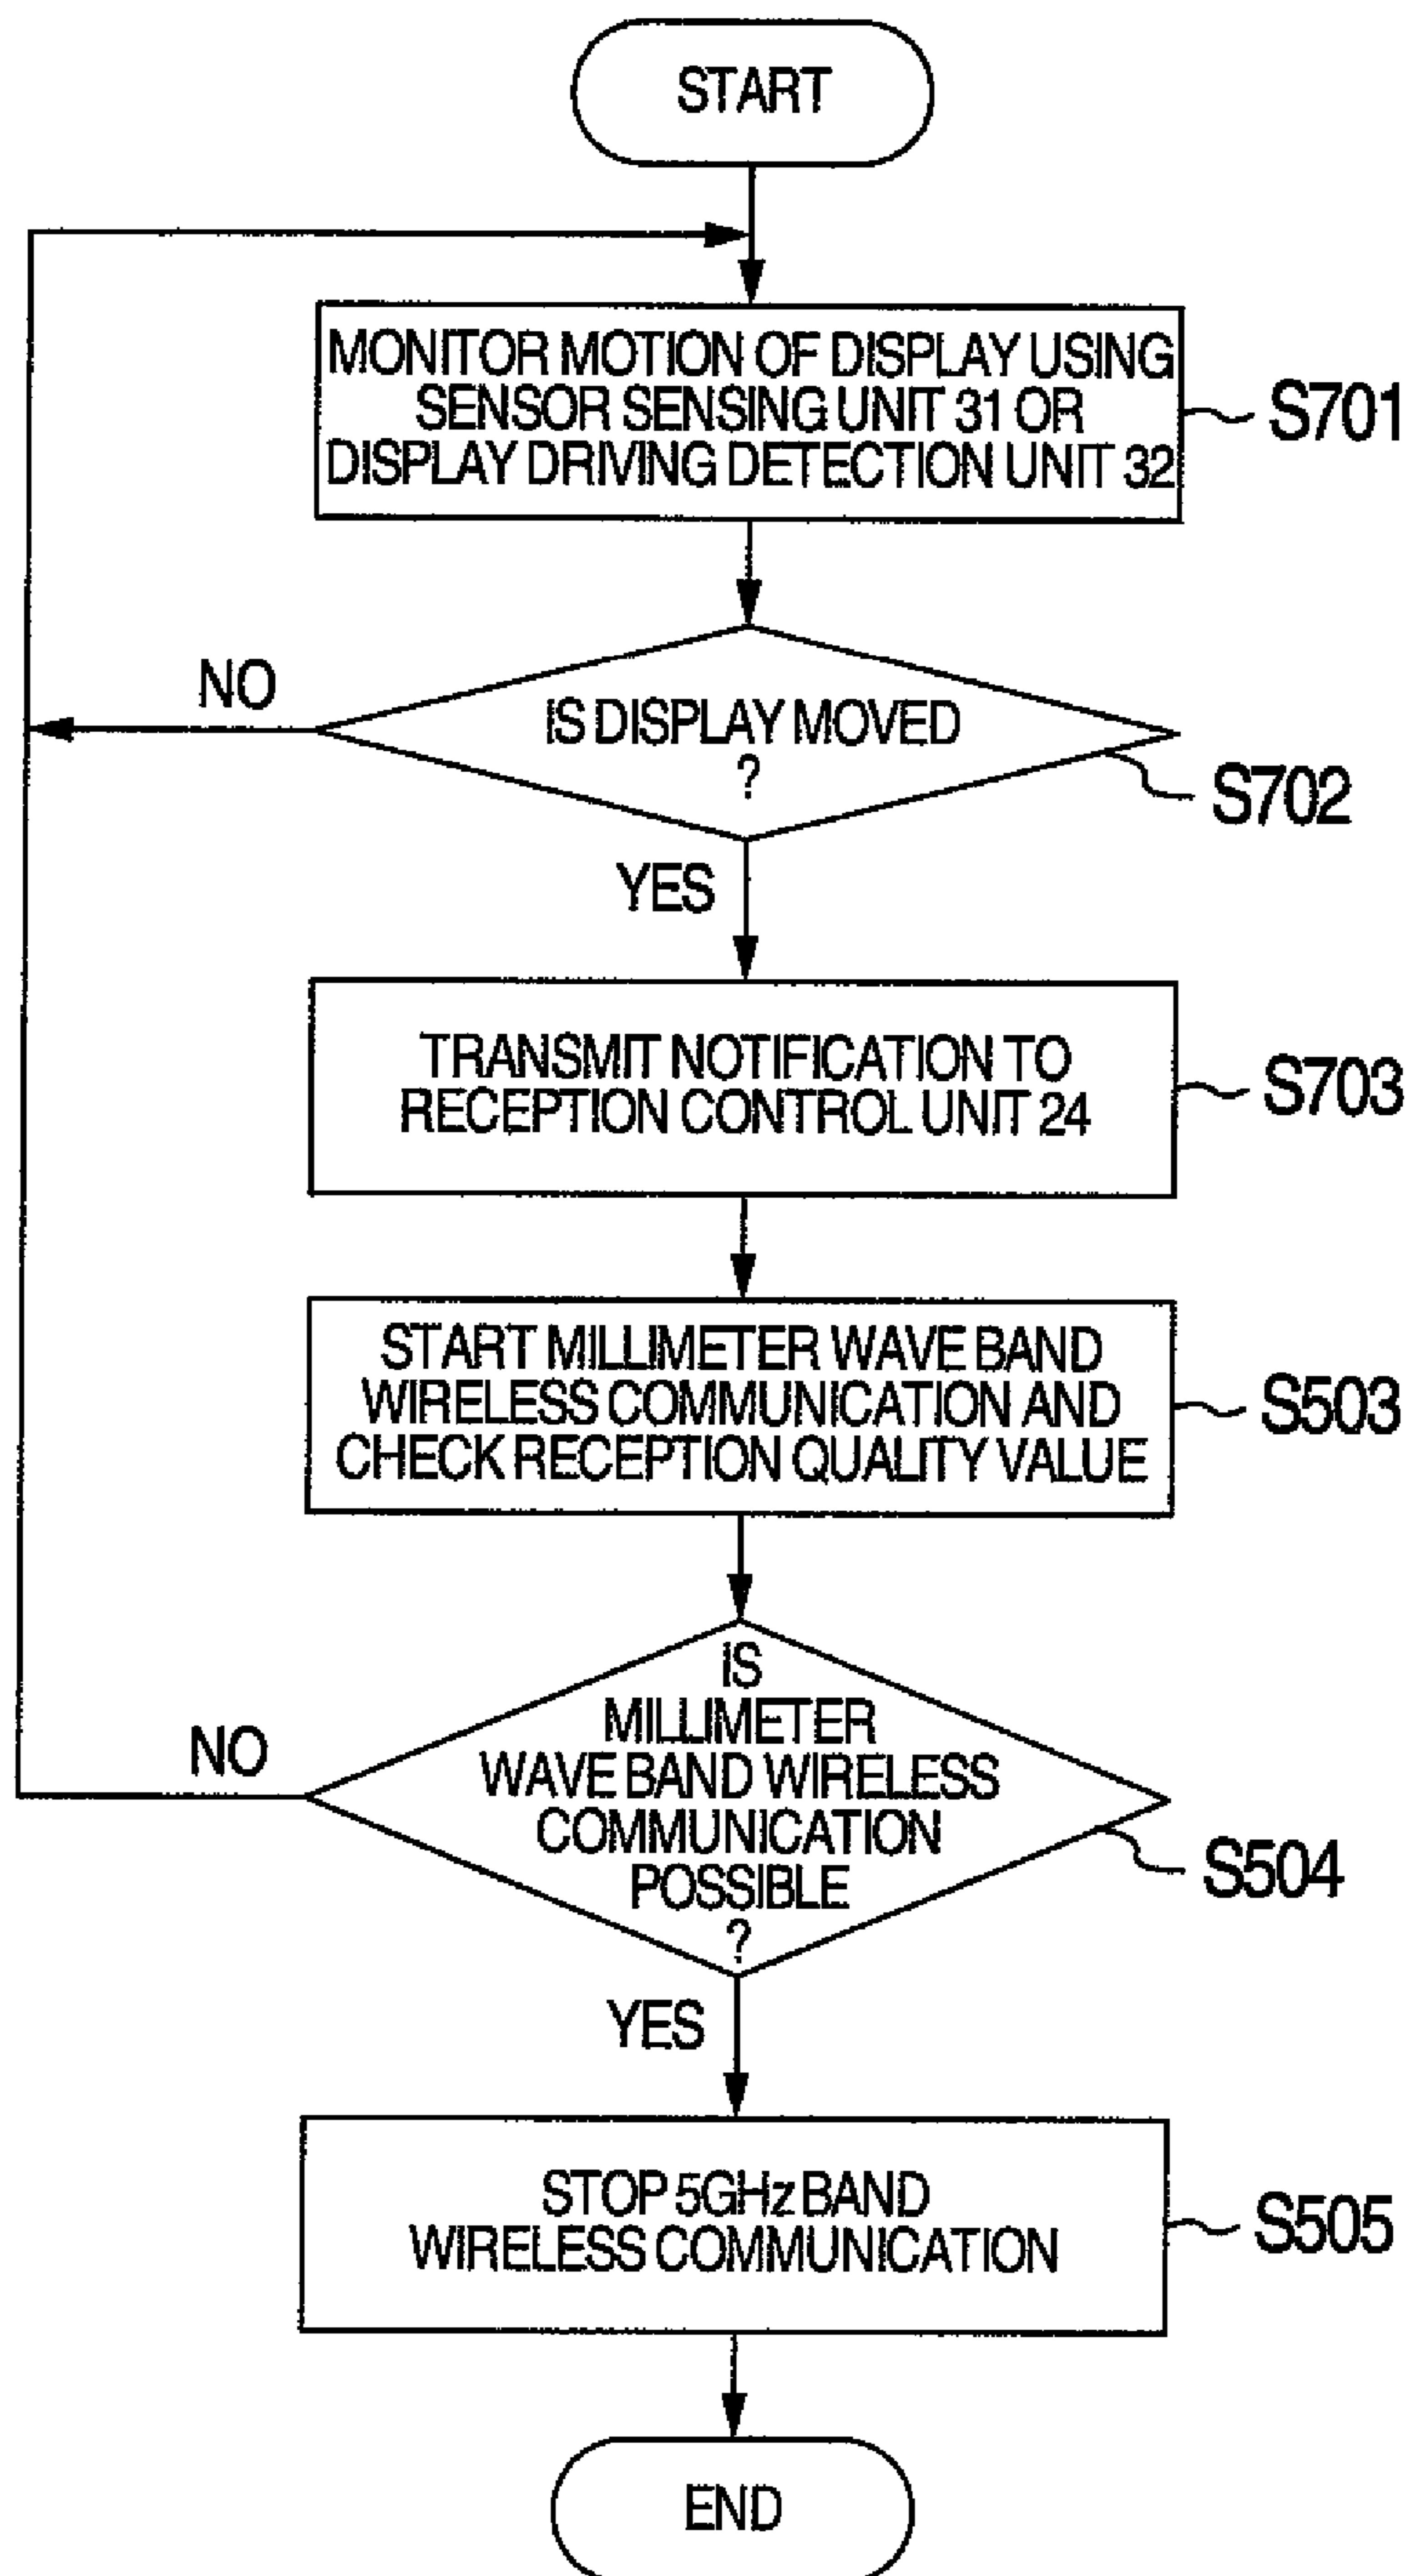 START
MONITOR MOTION OF DISPLAY USING
SENSOR SENSING UNIT 31 OR
DISPLAY DRIVING DETECTION UNIT 32
S701
NO
IS DISPLAY MOVED
?
S702
YES
TRANSMIT NOTIFICATION TO
RECEPTION CONTROL UNIT 24
S703
START MILLIMETER WAVE BAND
WIRELESS COMMUNICATION AND
CHECK RECEPTION QUALITY VALUE
S503
NO
IS
MILLIMETER
WAVE BAND WIRELESS
COMMUNICATION
POSSIBLE
?
S504
YES
STOP 5GHz BAND
WIRELESS COMMUNICATION
S505
END